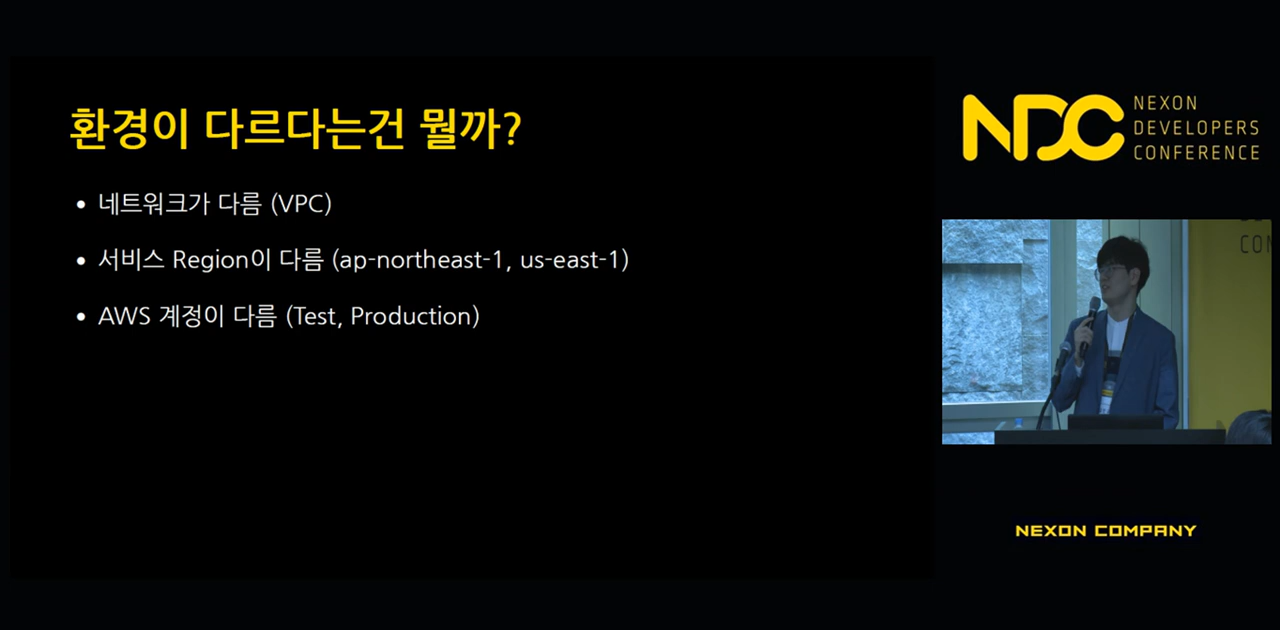 환경이 다르다는건 뭘까?
• 네트워크가 다름 (VPC)
• 서비스 Region이 다름 (ap-northeast-1, us-east-1)
• AWS 계정이 다름 (Test, Production)
NDC
NEXON
DEVELOPERS
CONFERENCE
NEXON COMPANY